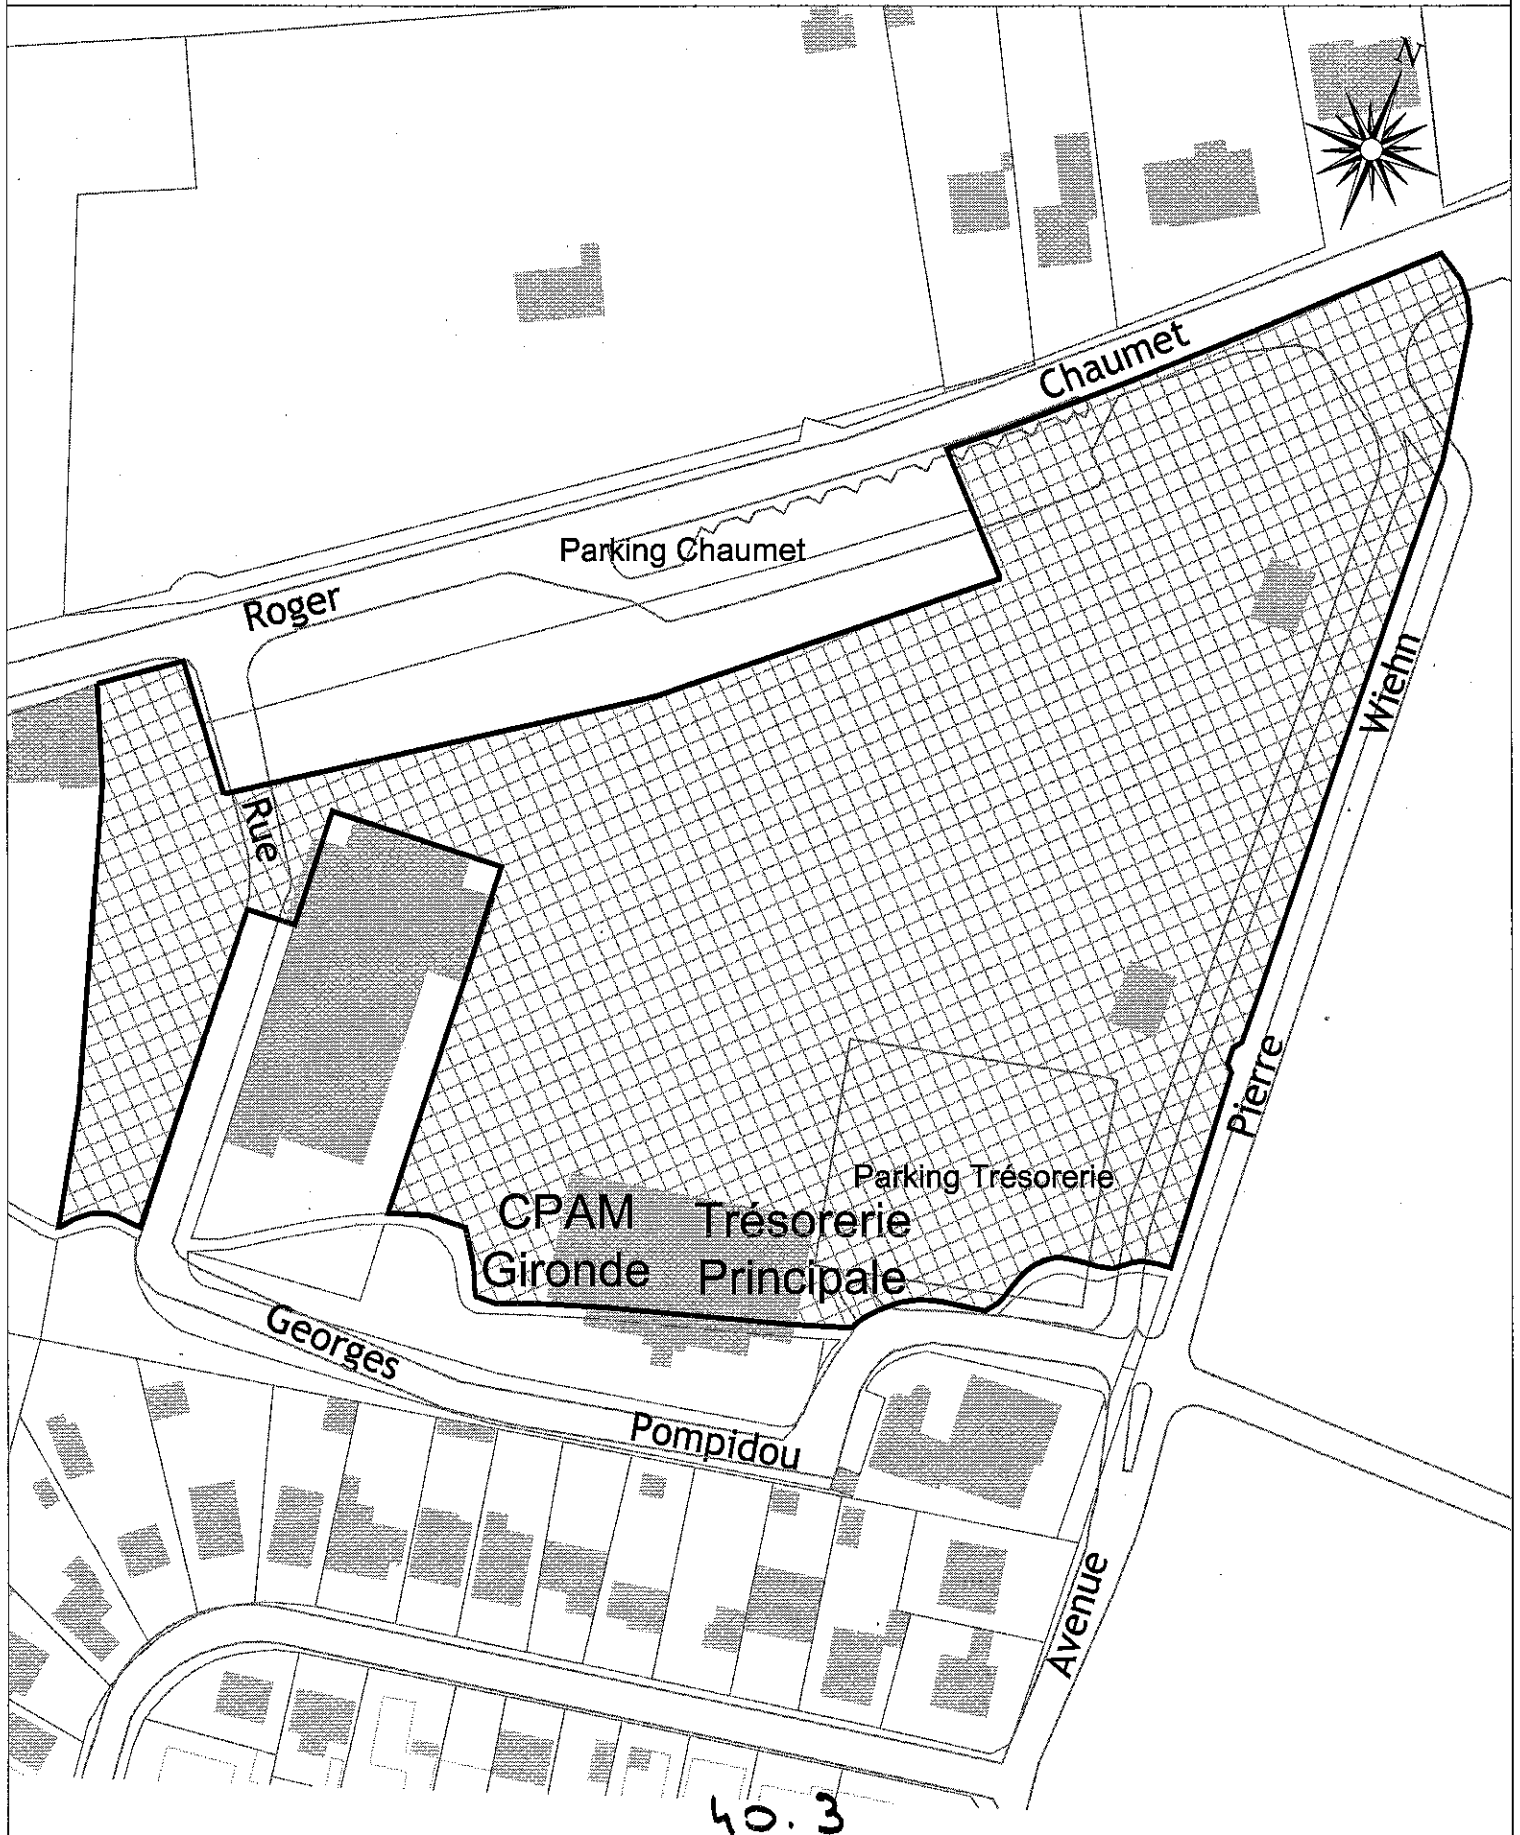 N
Chaumet
Parking Chaumet
Roger
Wiehn
Rue
Pierre
Parking Trésorerie
CPAM Trésorerie
Gironde Principale
Georges
Pompidou
Avenue
40.3